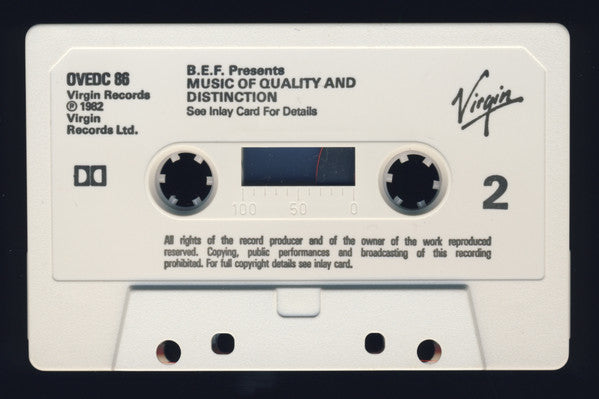 OVEDC 86
Virgin Records
Ⓟ 1982
Virgin
Records Ltd.
B.E.F. Presents
MUSIC OF QUALITY AND
DISTINCTION
See Inlay Card For Details
Virgin
2
100 50 0
All rights of the record producer and of the owner of the work reproduced
reserved. Copying, public performances and broadcasting of this recording
prohibited. For full copyright details see inlay card.